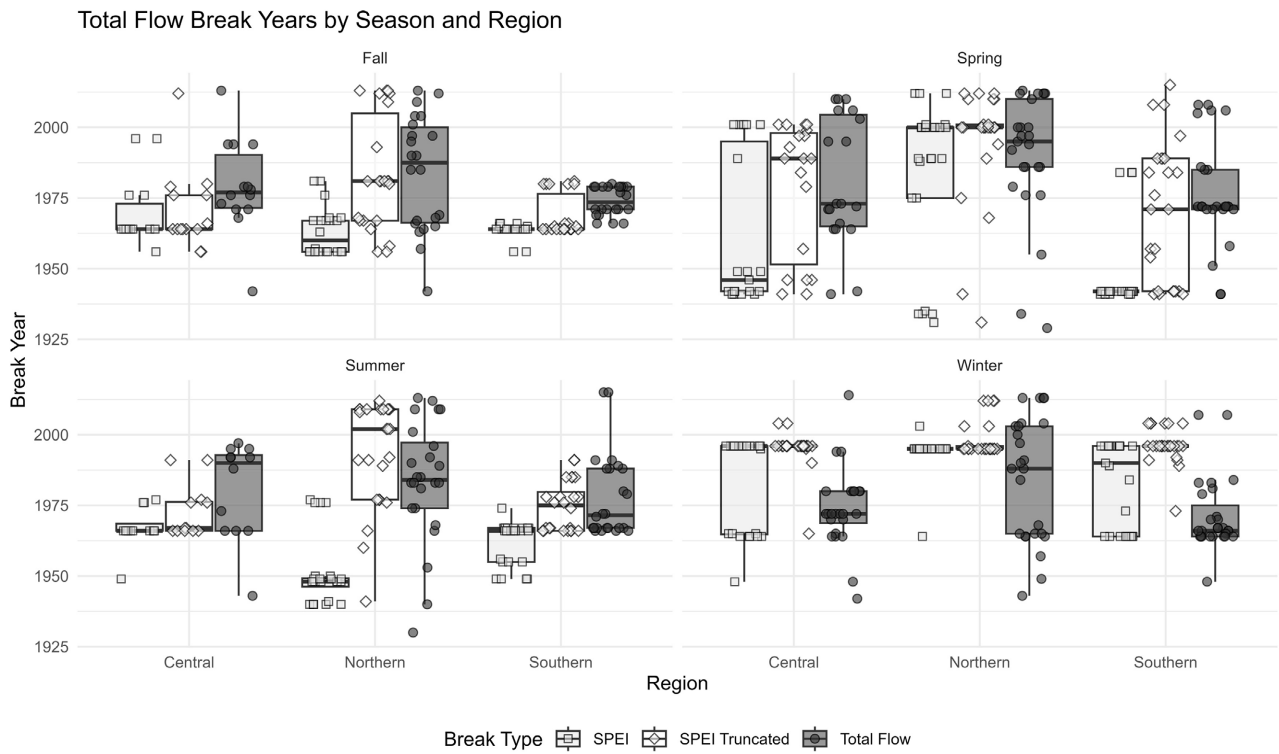 Total Flow Break Years by Season and Region
Fall
Spring
2000
1975
1950
1925
Summer
Winter
2000
1975
1950
1925
Break Year
Central
Northern
Southern
Central
Northern
Southern
Region
Break Type
SPEI
SPEI Truncated
Total Flow